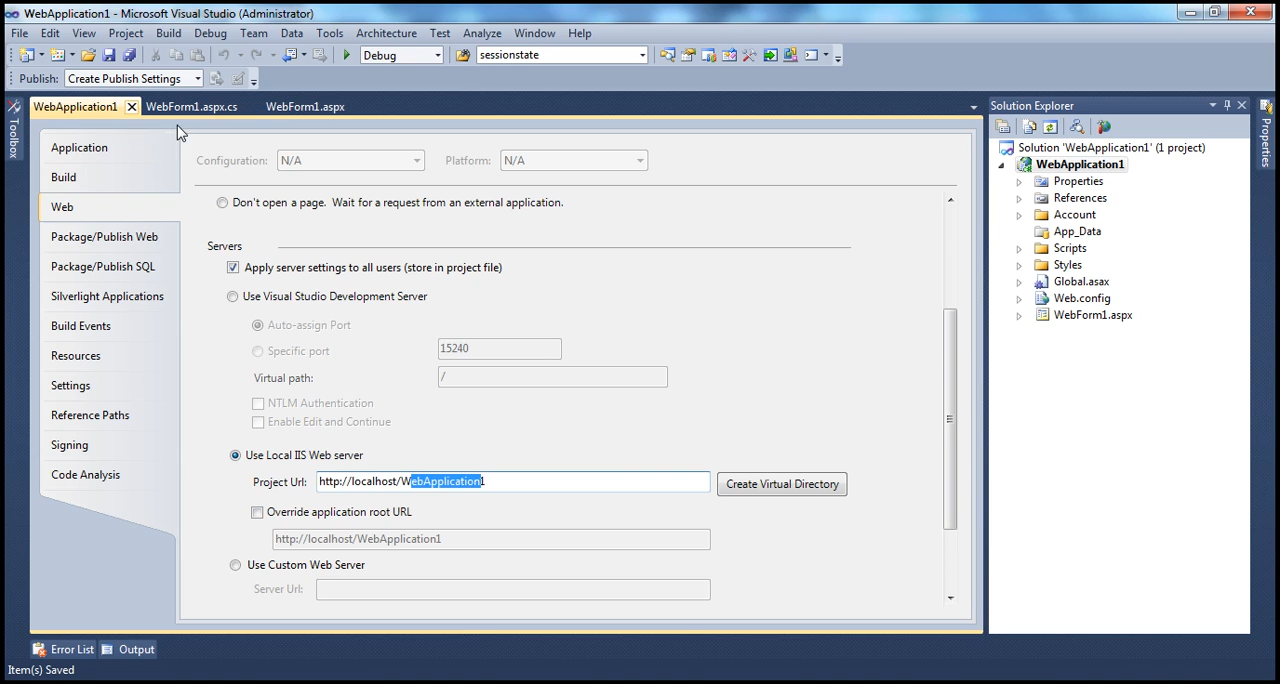 WebApplication1 - Microsoft Visual Studio (Administrator)
File Edit View Project Build Debug Team Data Tools Architecture Test Analyze Window Help
Debug sessionstate
Publish: Create Publish Settings
Toolbox
WebApplication1 WebForm1.aspx.cs WebForm1.aspx
Application
Build
Web
Package/Publish Web
Package/Publish SQL
Silverlight Applications
Build Events
Resources
Settings
Reference Paths
Signing
Code Analysis
Configuration: N/A Platform: N/A
Don't open a page. Wait for a request from an external application.
Servers
Apply server settings to all users (store in project file)
Use Visual Studio Development Server
Auto-assign Port
Specific port 15240
Virtual path: /
NTLM Authentication
Enable Edit and Continue
Use Local IIS Web server
Project Url: http://localhost/WebApplication1 Create Virtual Directory
Override application root URL
http://localhost/WebApplication1
Use Custom Web Server
Server Url:
Solution Explorer
Solution 'WebApplication1' (1 project)
WebApplication1
Properties
References
Account
App_Data
Scripts
Styles
Global.asax
Web.config
WebForm1.aspx
Properties
Error List Output
Item(s) Saved